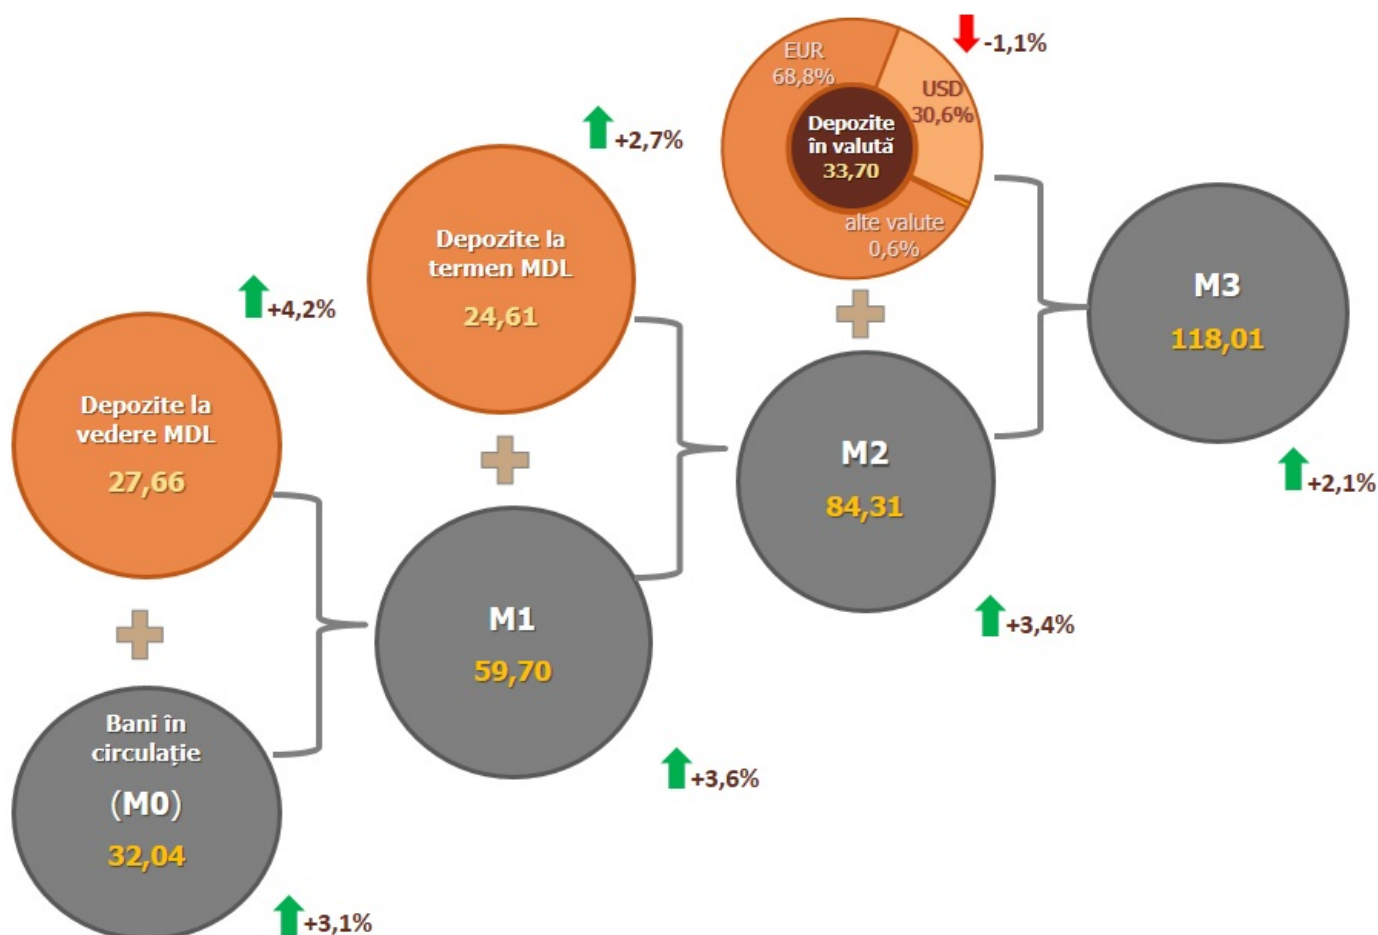 EUR
68,8%
USD
30,6%
Depozite
în valută
33,70
alte valute
0,6%
-1,1%
Depozite la
termen MDL
24,61
+2,7%
M3
118,01
+2,1%
Depozite la
vedere MDL
27,66
+4,2%
M2
84,31
+3,4%
M1
59,70
+3,6%
Bani în
circulație
(M0)
32,04
+3,1%